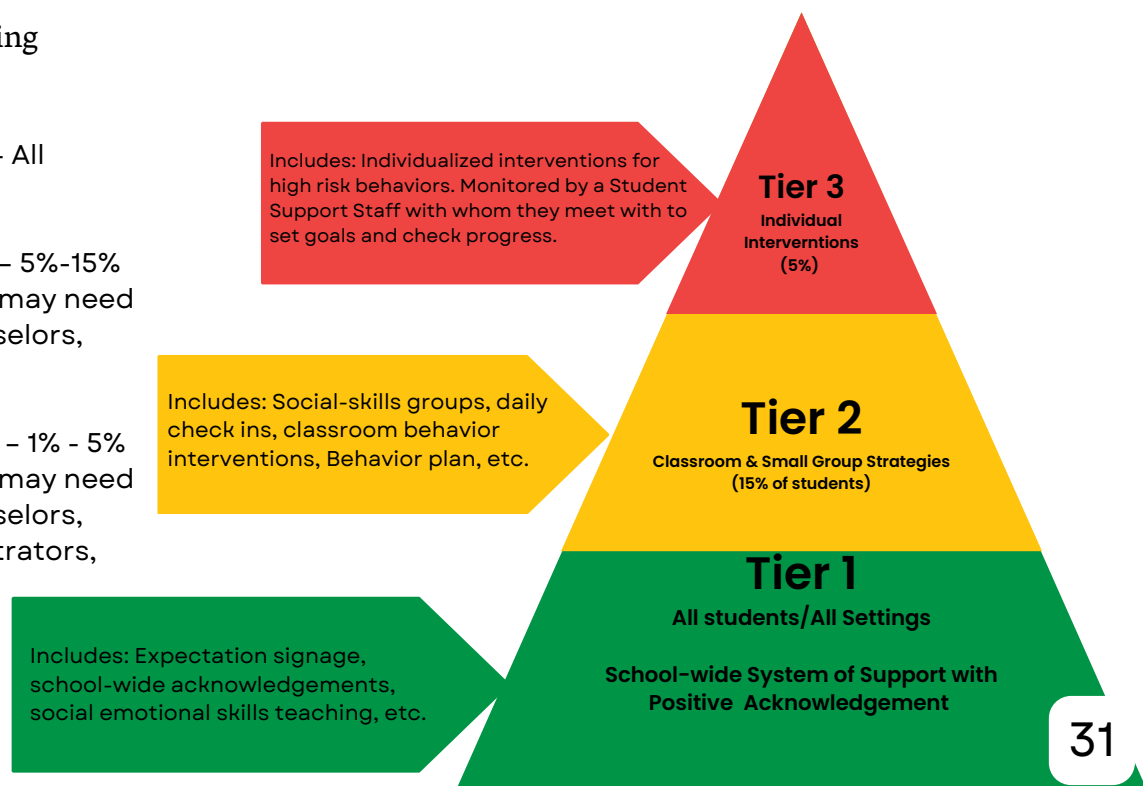 ing
- All
– 5%-15%
may need
selors,
– 1% - 5%
may need
selors,
trators,
Includes: Individualized interventions for
high risk behaviors. Monitored by a Student
Support Staff with whom they meet with to
set goals and check progress.
Tier 3
Individual
Interverntions
(5%)
Includes: Social-skills groups, daily
check ins, classroom behavior
interventions, Behavior plan, etc.
Tier 2
Classroom & Small Group Strategies
(15% of students)
Includes: Expectation signage,
school-wide acknowledgements,
social emotional skills teaching, etc.
Tier 1
All students/All Settings
School-wide System of Support with
Positive Acknowledgement
31